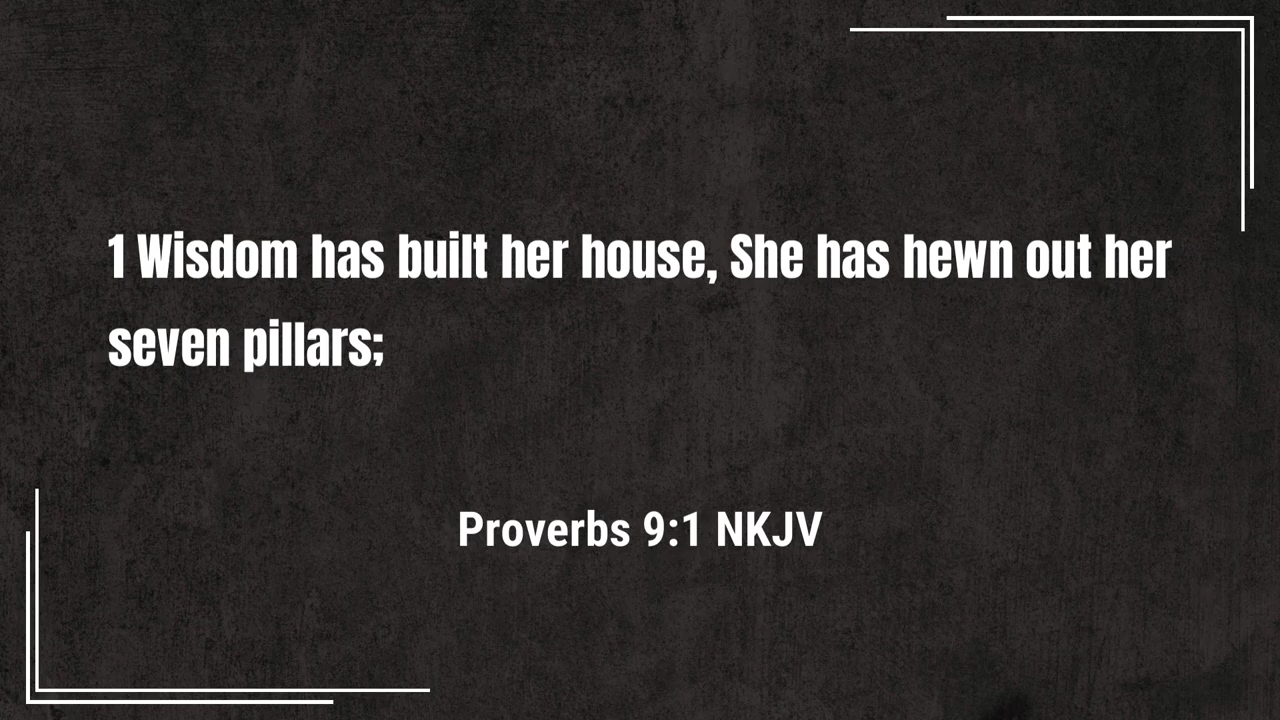 1 Wisdom has built her house, She has hewn out her
seven pillars;
Proverbs 9:1 NKJV